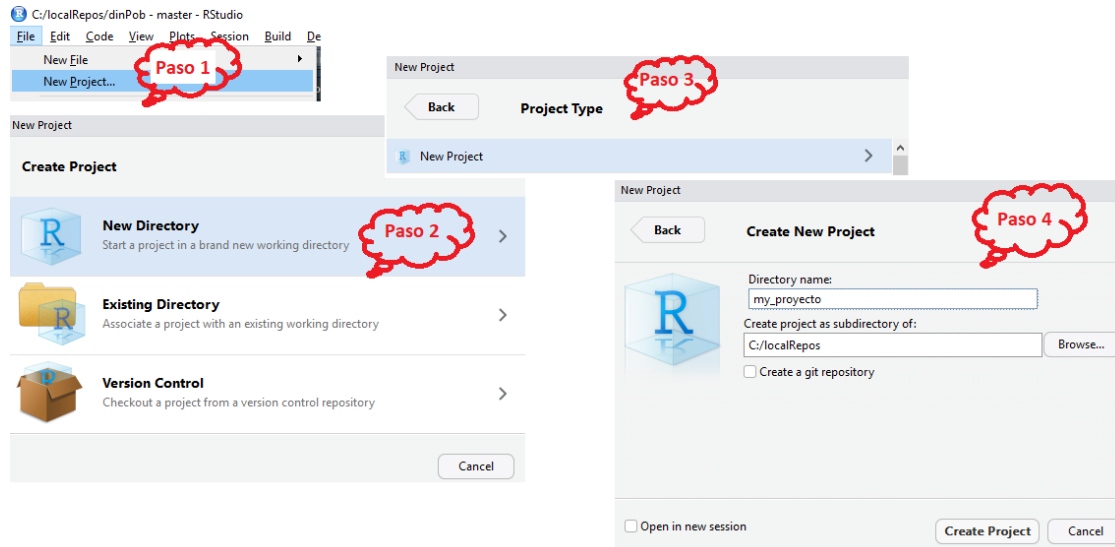 C:/localRepos/dinPob - master - RStudio
File Edit Code View Plots Session Build De
New File
New Project...
Paso 1
New Project
Create Project
New Directory
Start a project in a brand new working directory
Paso 2
Existing Directory
Associate a project with an existing working directory
Version Control
Checkout a project from a version control repository
Cancel
New Project
Back
Project Type
Paso 3
New Project
New Project
Back
Create New Project
Paso 4
Directory name:
my_proyecto
Create project as subdirectory of:
C:/localRepos
Browse...
Create a git repository
Open in new session
Create Project
Cancel